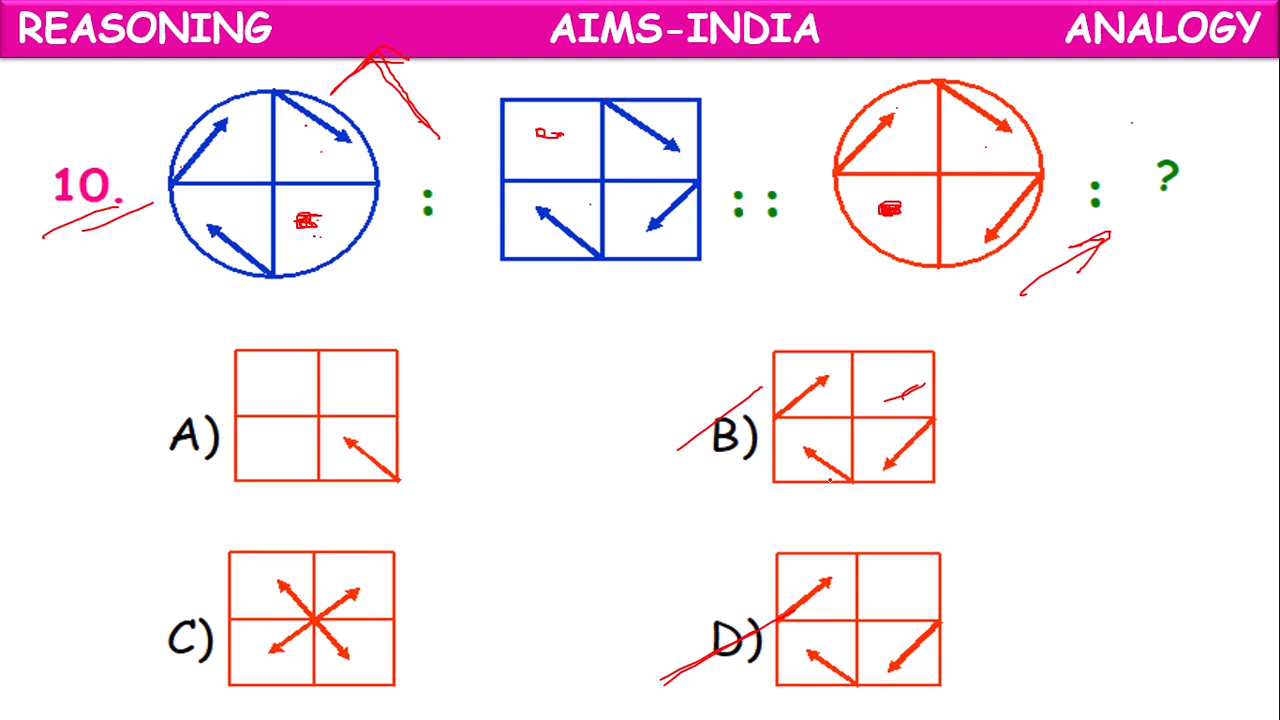 REASONING AIMS-INDIA ANALOGY
10. : :: : ?
A) B)
C) D)